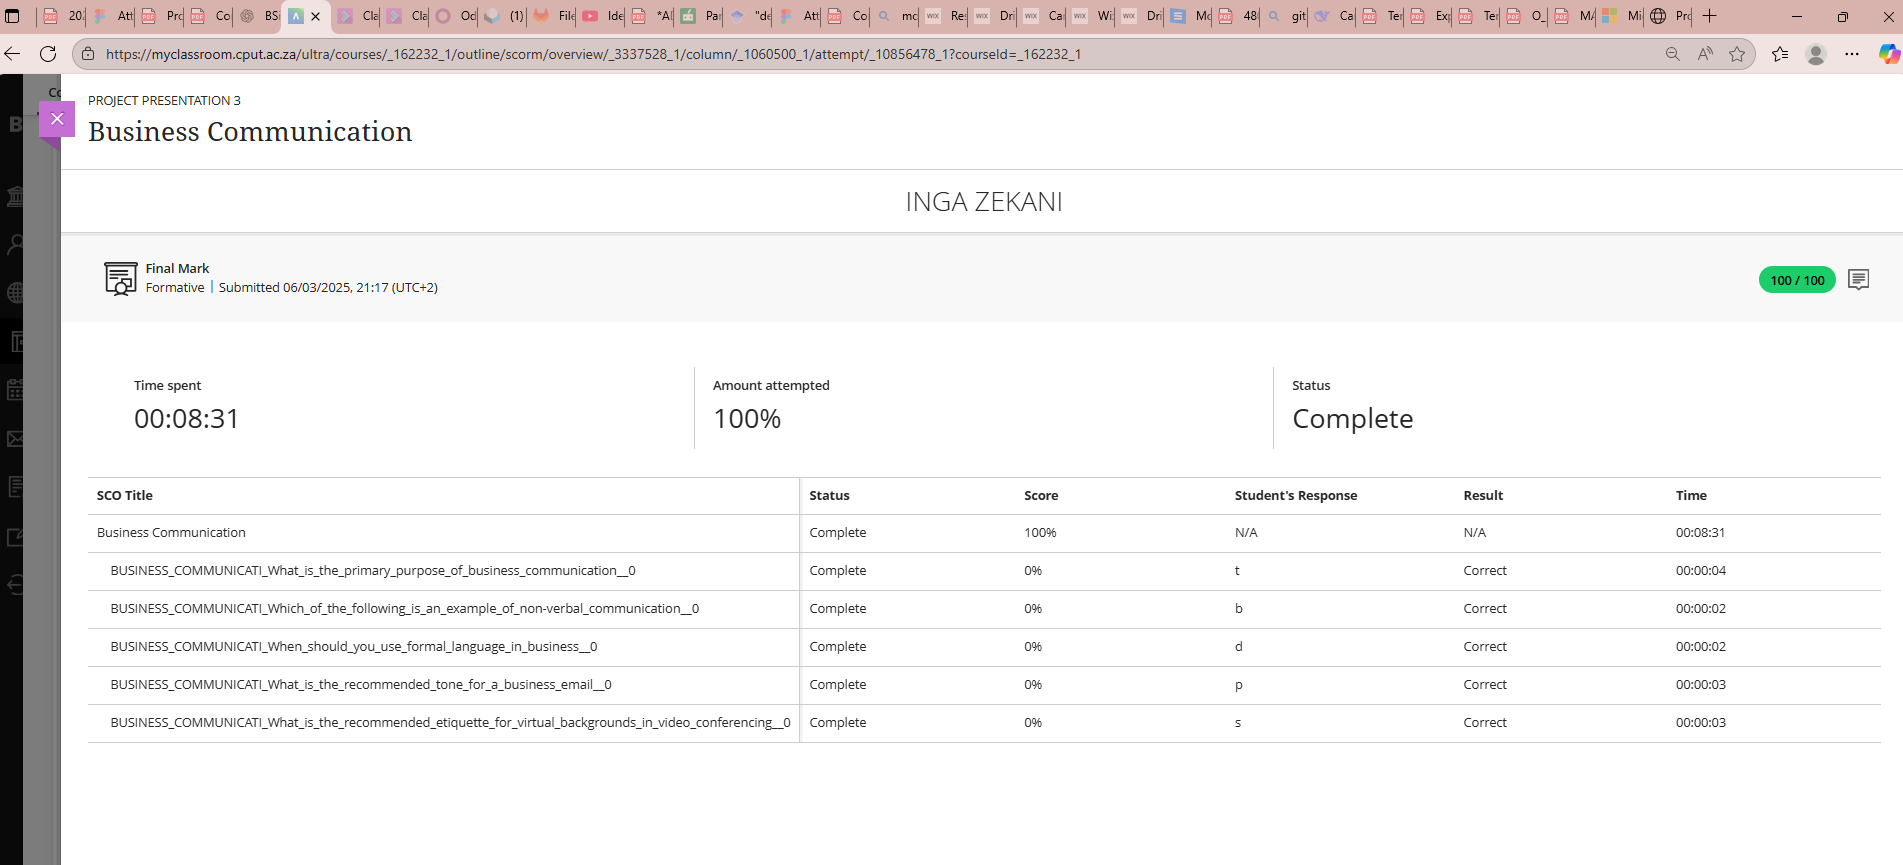 20
Att
Pro
Co
BS
Cla
Cla
Od
(1)
File
Ide
*Al
Par
"de
Att
Co
mc
Re
Dri
Ca
Wi
Dri
Mo
48
git
Ca
Ter
Exp
Ter
O_
MA
Mi
Pro
https://myclassroom.cput.ac.za/ultra/courses/_162232_1/outline/scorm/overview/_3337528_1/column/_1060500_1/attempt/_10856478_1?courseId=_162232_1
PROJECT PRESENTATION 3
Business Communication
INGA ZEKANI
Final Mark
Formative | Submitted 06/03/2025, 21:17 (UTC+2)
100 / 100
Time spent Amount attempted Status
00:08:31 100% Complete
SCO Title Status Score Student's Response Result Time
Business Communication Complete 100% N/A N/A 00:08:31
BUSINESS_COMMUNICATI_What_is_the_primary_purpose_of_business_communication__0 Complete 0% t Correct 00:00:04
BUSINESS_COMMUNICATI_Which_of_the_following_is_an_example_of_non-verbal_communication__0 Complete 0% b Correct 00:00:02
BUSINESS_COMMUNICATI_When_should_you_use_formal_language_in_business__0 Complete 0% d Correct 00:00:02
BUSINESS_COMMUNICATI_What_is_the_recommended_tone_for_a_business_email__0 Complete 0% p Correct 00:00:03
BUSINESS_COMMUNICATI_What_is_the_recommended_etiquette_for_virtual_backgrounds_in_video_conferencing__0 Complete 0% s Correct 00:00:03